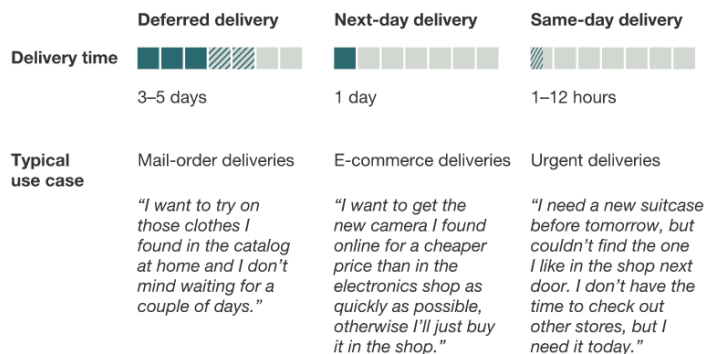 Deferred delivery
Next-day delivery
Same-day delivery
Delivery time
3–5 days
1 day
1–12 hours
Typical
use case
Mail-order deliveries
“I want to try on
those clothes I
found in the catalog
at home and I don’t
mind waiting for a
couple of days.”
E-commerce deliveries
“I want to get the
new camera I found
online for a cheaper
price than in the
electronics shop as
quickly as possible,
otherwise I’ll just buy
it in the shop.”
Urgent deliveries
“I need a new suitcase
before tomorrow, but
couldn’t find the one
I like in the shop next
door. I don’t have the
time to check out
other stores, but I
need it today.”